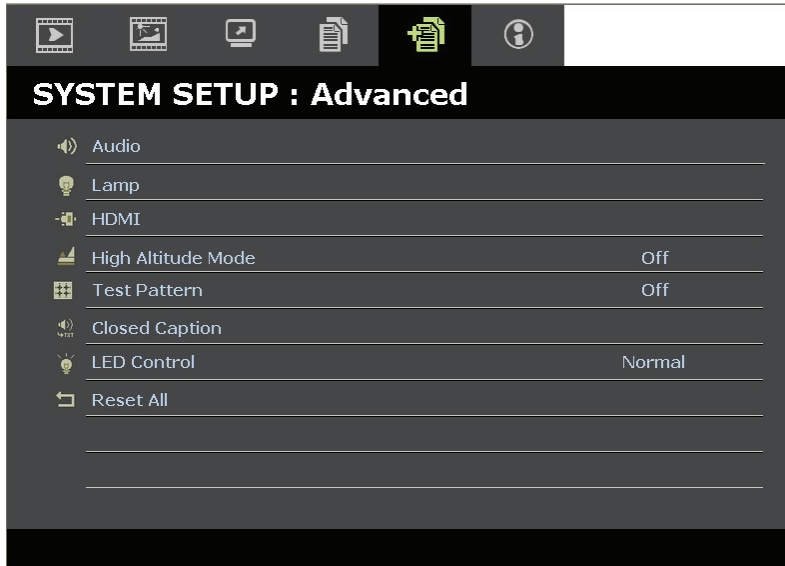 SYSTEM SETUP : Advanced
Audio
Lamp
HDMI
High Altitude Mode Off
Test Pattern Off
Closed Caption
LED Control Normal
Reset All